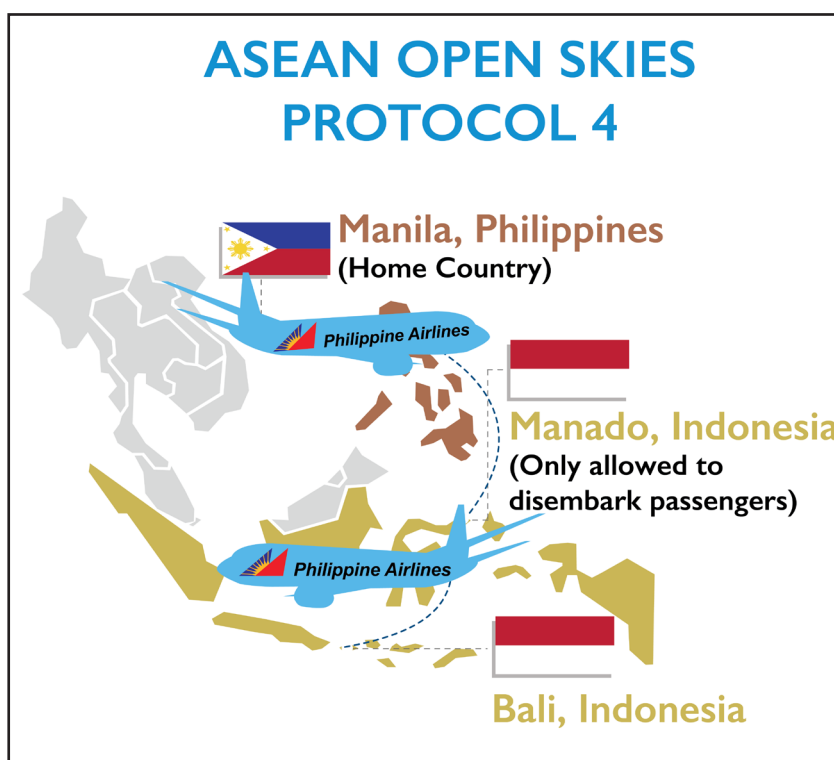 ASEAN OPEN SKIES
PROTOCOL 4
Manila, Philippines
(Home Country)
Philippine Airlines
Manado, Indonesia
(Only allowed to
disembark passengers)
Philippine Airlines
Bali, Indonesia